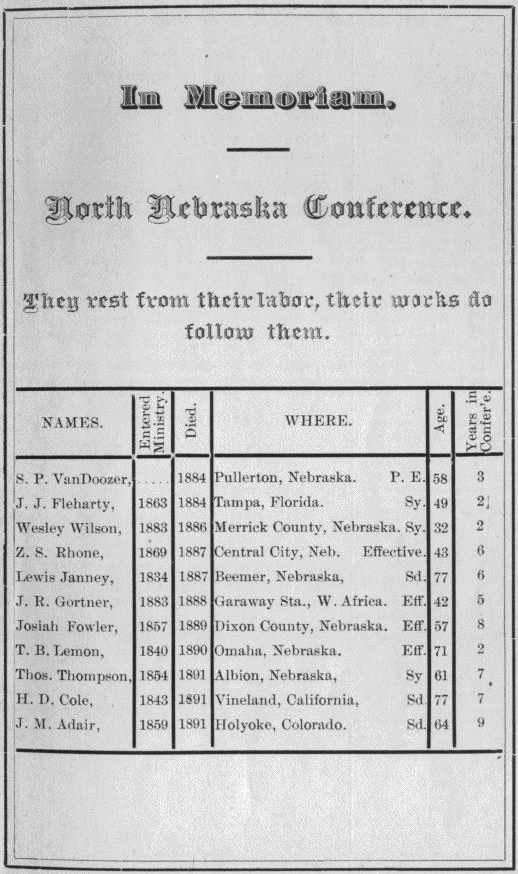 In Memoriam.
North Nebraska Conference.
They rest from their labor, their works do
follow them.
NAMES. Entered Ministry. Died. WHERE. Age. Years in Confer'e.
S. P. VanDoozer, ..... 1884 Pullerton, Nebraska. P. E. 58 3
J. J. Fleharty, 1863 1884 Tampa, Florida. Sy. 49 2
Wesley Wilson, 1883 1886 Merrick County, Nebraska. Sy. 32 2
Z. S. Rhone, 1869 1887 Central City, Neb. Effective. 43 6
Lewis Janney, 1834 1887 Beemer, Nebraska, Sd. 77 6
J. R. Gortner, 1883 1888 Garaway Sta., W. Africa. Eff. 42 5
Josiah Fowler, 1857 1889 Dixon County, Nebraska. Eff. 57 8
T. B. Lemon, 1840 1890 Omaha, Nebraska. Eff. 71 2
Thos. Thompson, 1854 1891 Albion, Nebraska, Sy 61 7
H. D. Cole, 1843 1891 Vineland, California, Sd. 77 7
J. M. Adair, 1859 1891 Holyoke, Colorado. Sd. 64 9